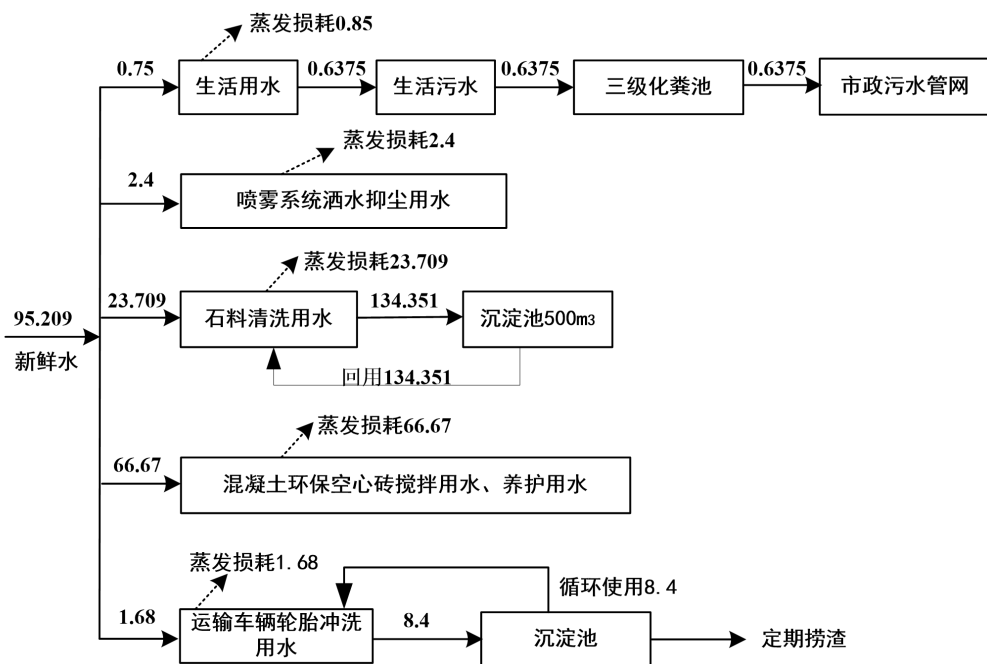 蒸发损耗0.85
0.75
生活用水
0.6375
生活污水
0.6375
三级化粪池
0.6375
市政污水管网
蒸发损耗2.4
2.4
喷雾系统洒水抑尘用水
蒸发损耗23.709
23.709
石料清洗用水
134.351
沉淀池500m3
回用134.351
95.209
新鲜水
蒸发损耗66.67
66.67
混凝土环保空心砖搅拌用水、养护用水
蒸发损耗1.68
循环使用8.4
1.68
运输车辆轮胎冲洗
用水
8.4
沉淀池
定期捞渣